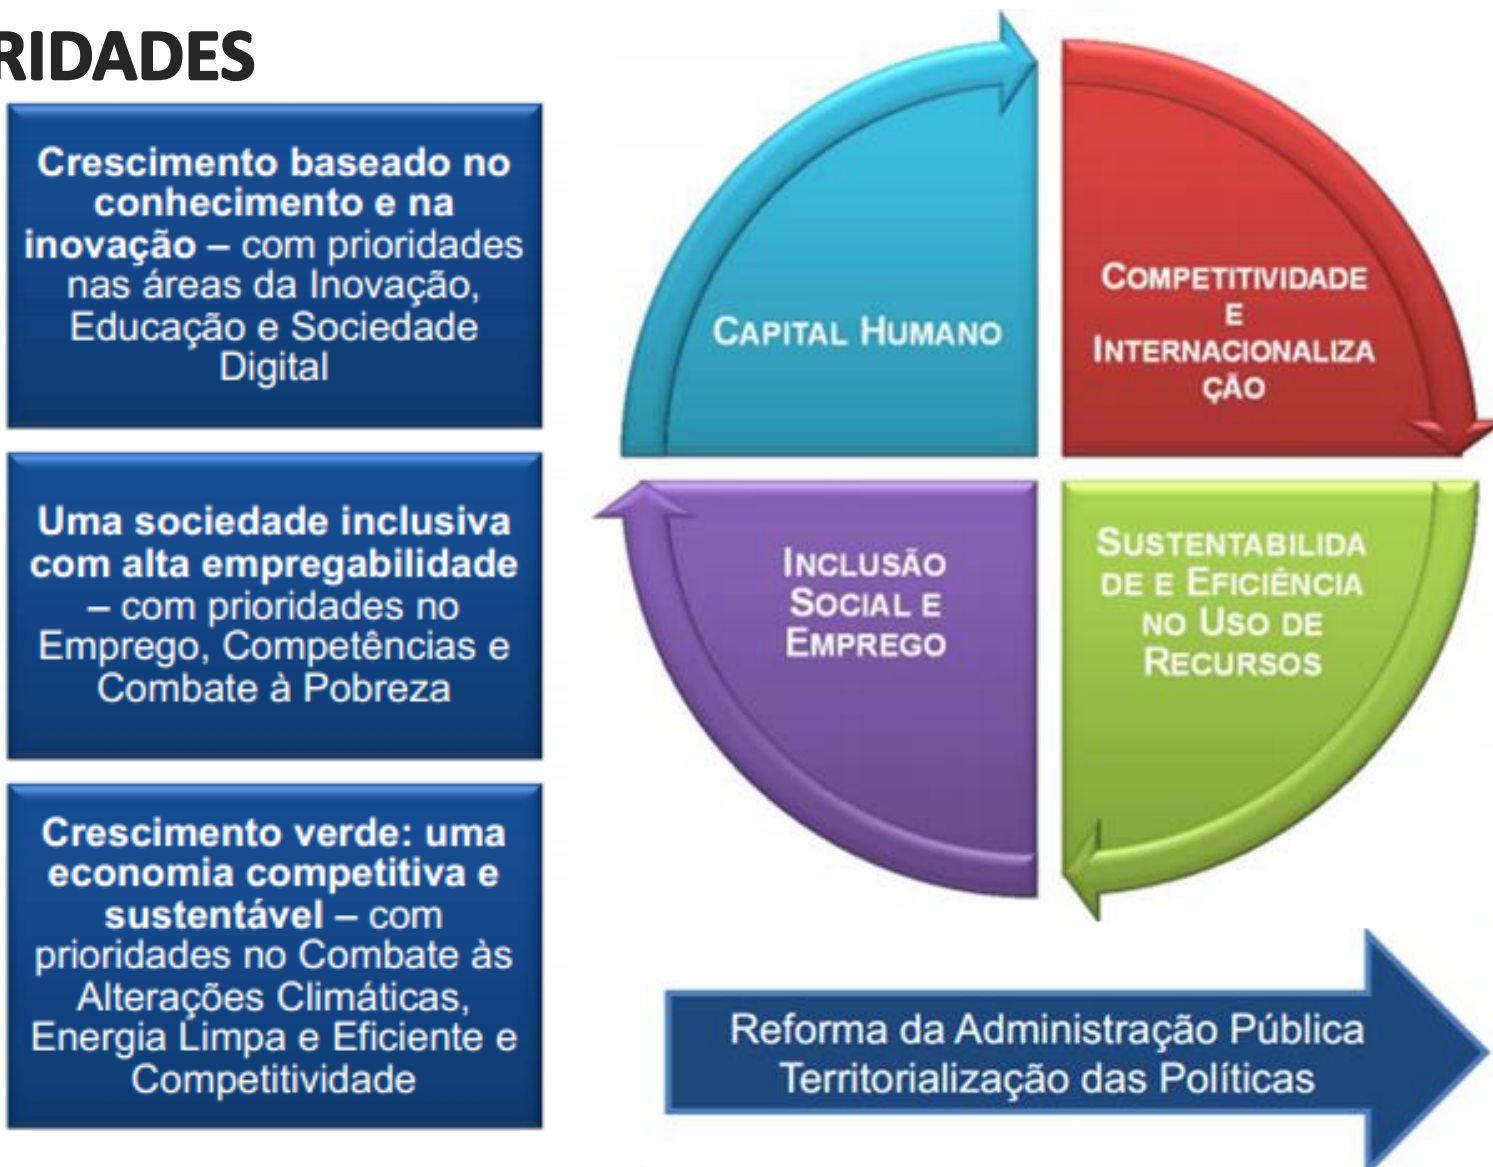 RIDADES
Crescimento baseado no
conhecimento e na
inovação – com prioridades
nas áreas da Inovação,
Educação e Sociedade
Digital
Uma sociedade inclusiva
com alta empregabilidade
– com prioridades no
Emprego, Competências e
Combate à Pobreza
Crescimento verde: uma
economia competitiva e
sustentável – com
prioridades no Combate às
Alterações Climáticas,
Energia Limpa e Eficiente e
Competitividade
CAPITAL HUMANO
COMPETITIVIDADE
E
INTERNACIONALIZA
ÇÃO
INCLUSÃO
SOCIAL E
EMPREGO
SUSTENTABILIDA
DE E EFICIÊNCIA
NO USO DE
RECURSOS
Reforma da Administração Pública
Territorialização das Políticas